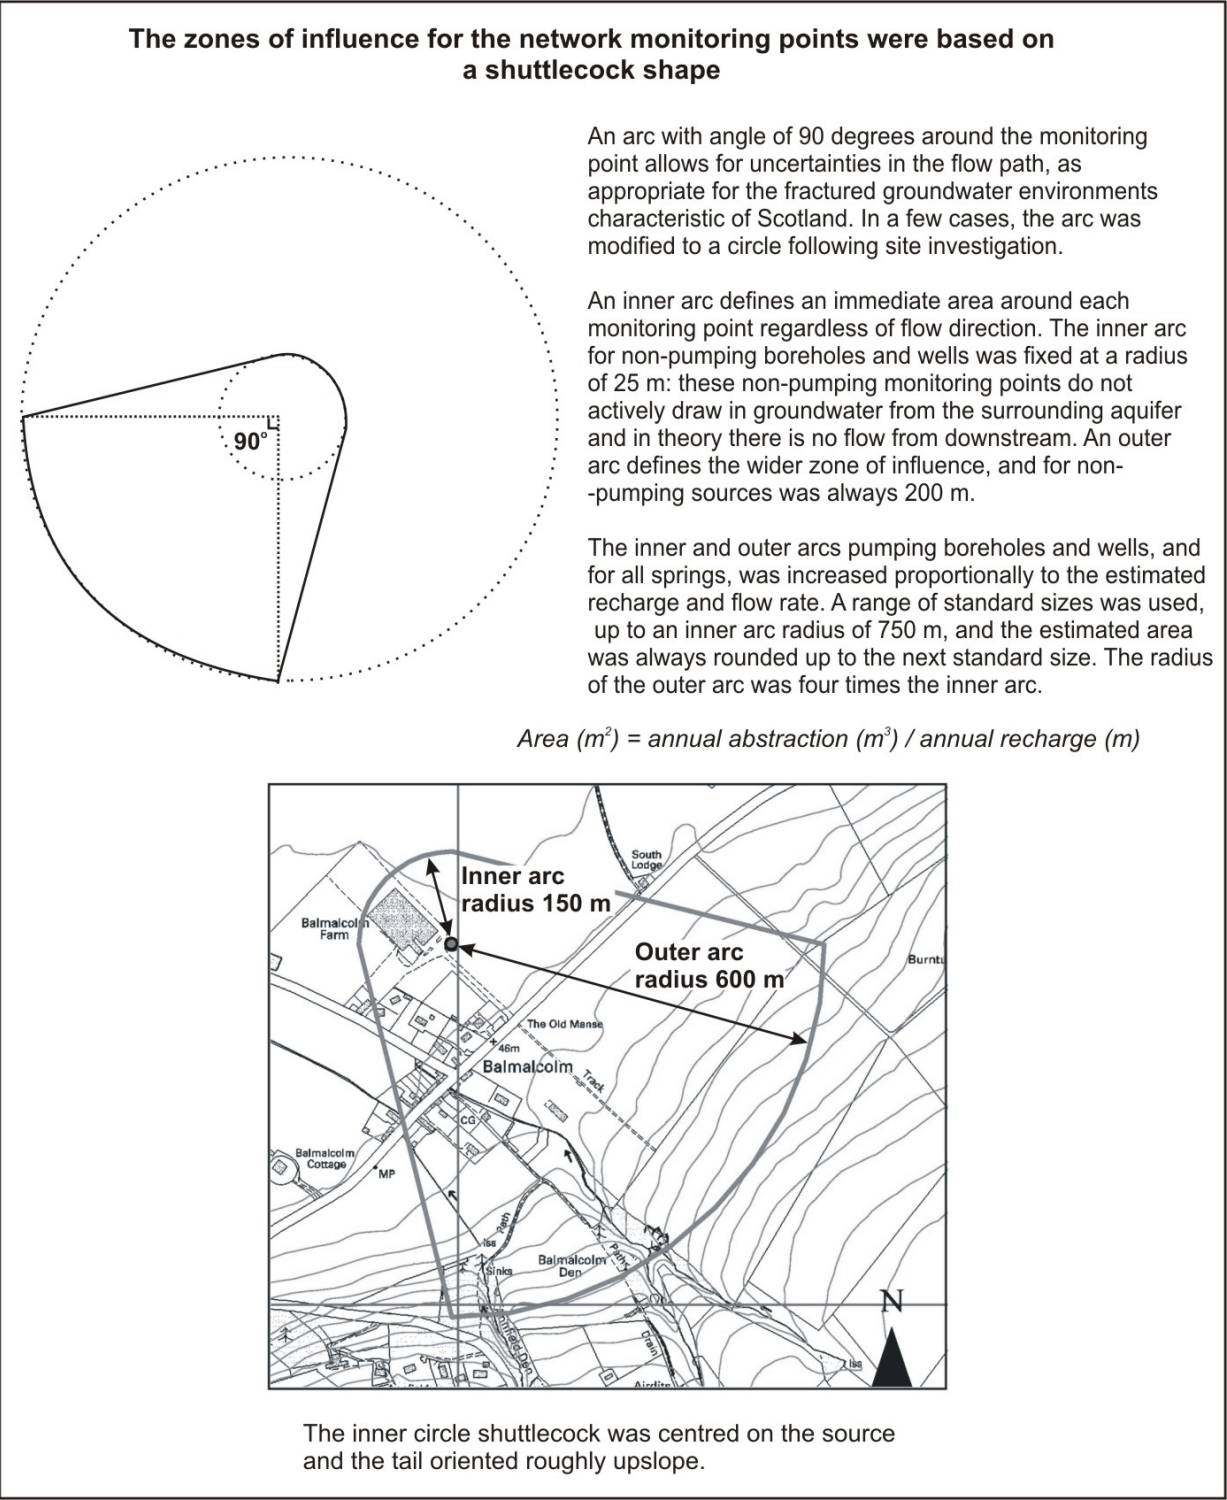 The zones of influence for the network monitoring points were based on
a shuttlecock shape
An arc with angle of 90 degrees around the monitoring
point allows for uncertainties in the flow path, as
appropriate for the fractured groundwater environments
characteristic of Scotland. In a few cases, the arc was
modified to a circle following site investigation.
An inner arc defines an immediate area around each
monitoring point regardless of flow direction. The inner arc
for non-pumping boreholes and wells was fixed at a radius
of 25 m: these non-pumping monitoring points do not
actively draw in groundwater from the surrounding aquifer
and in theory there is no flow from downstream. An outer
arc defines the wider zone of influence, and for non-
-pumping sources was always 200 m.
The inner and outer arcs pumping boreholes and wells, and
for all springs, was increased proportionally to the estimated
recharge and flow rate. A range of standard sizes was used,
up to an inner arc radius of 750 m, and the estimated area
was always rounded up to the next standard size. The radius
of the outer arc was four times the inner arc.
90°
Area (m²) = annual abstraction (m³) / annual recharge (m)
South
Lodge
Inner arc
radius 150 m
Balmalcolm
Farm
Outer arc
radius 600 m
Burntu
The Old Manse
46m
Balmalcolm
Track
CG
Balmalcolm
Cottage
MP
Path
Iss
Sinks
Balmalcolm
Den
Path
N
Drain
Iss
The inner circle shuttlecock was centred on the source
and the tail oriented roughly upslope.